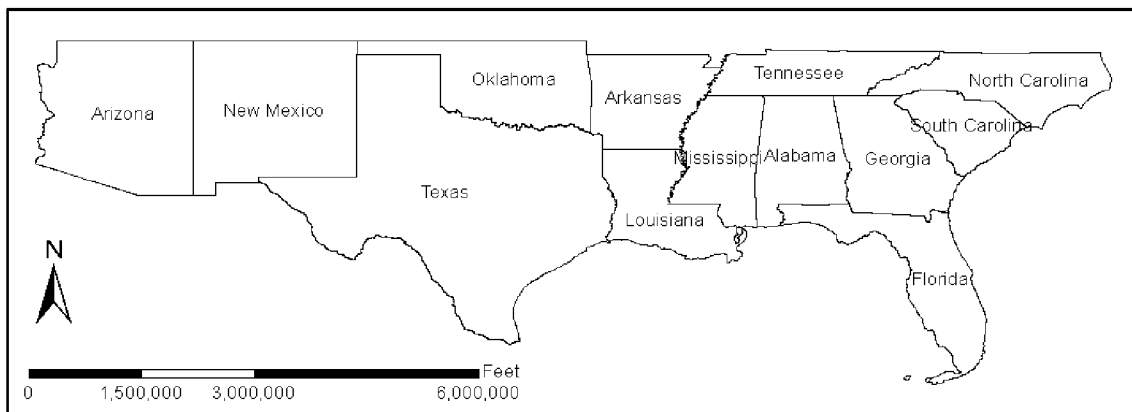 Oklahoma
Tennessee
North Carolina
Arizona
New Mexico
Arkansas
South Carolina
Mississippi
Alabama
Georgia
Texas
Louisiana
N
Florida
Feet
0 1,500,000 3,000,000 6,000,000